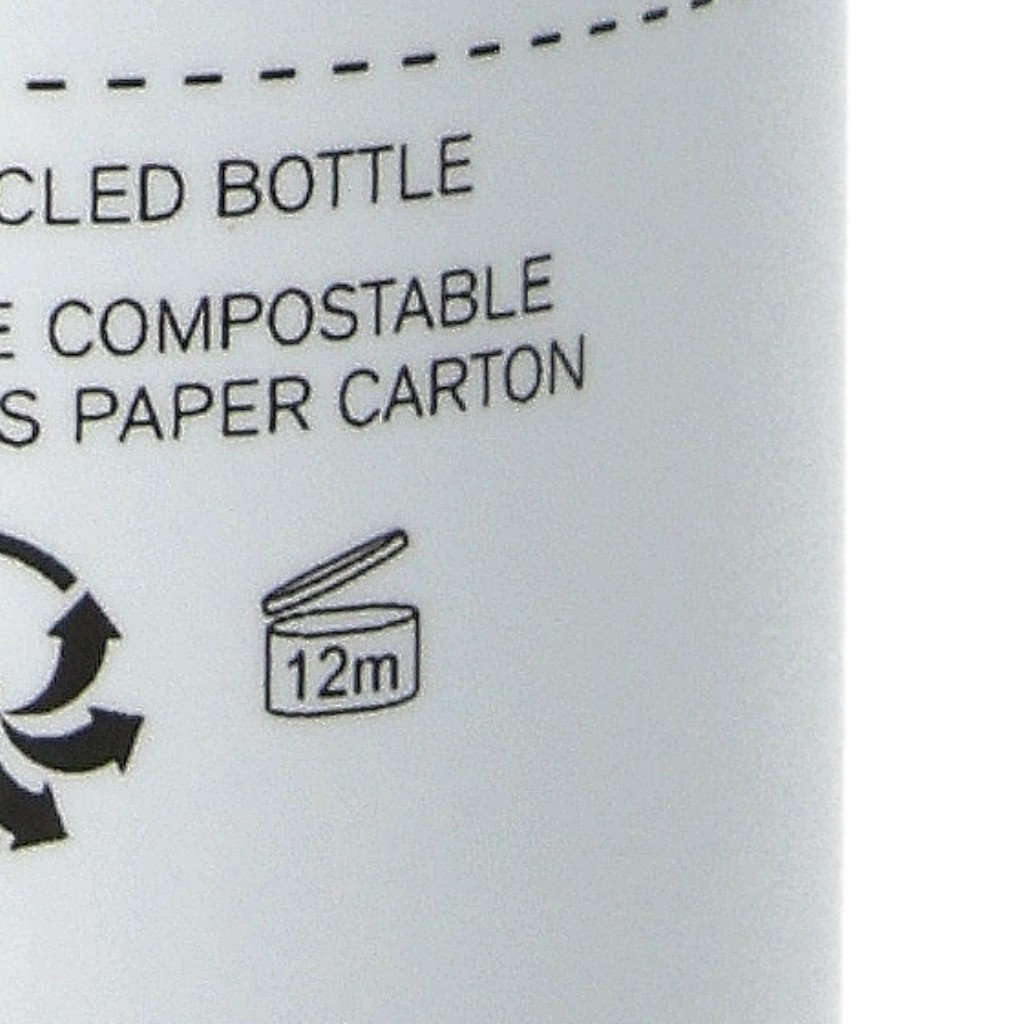 CLED BOTTLE
E COMPOSTABLE
S PAPER CARTON
12m